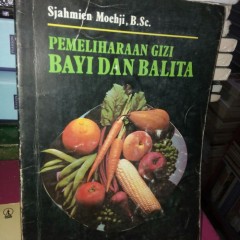 Sjahmien Moehji, B.Sc.
PEMELIHARAAN GIZI
BAYI DAN BALITA